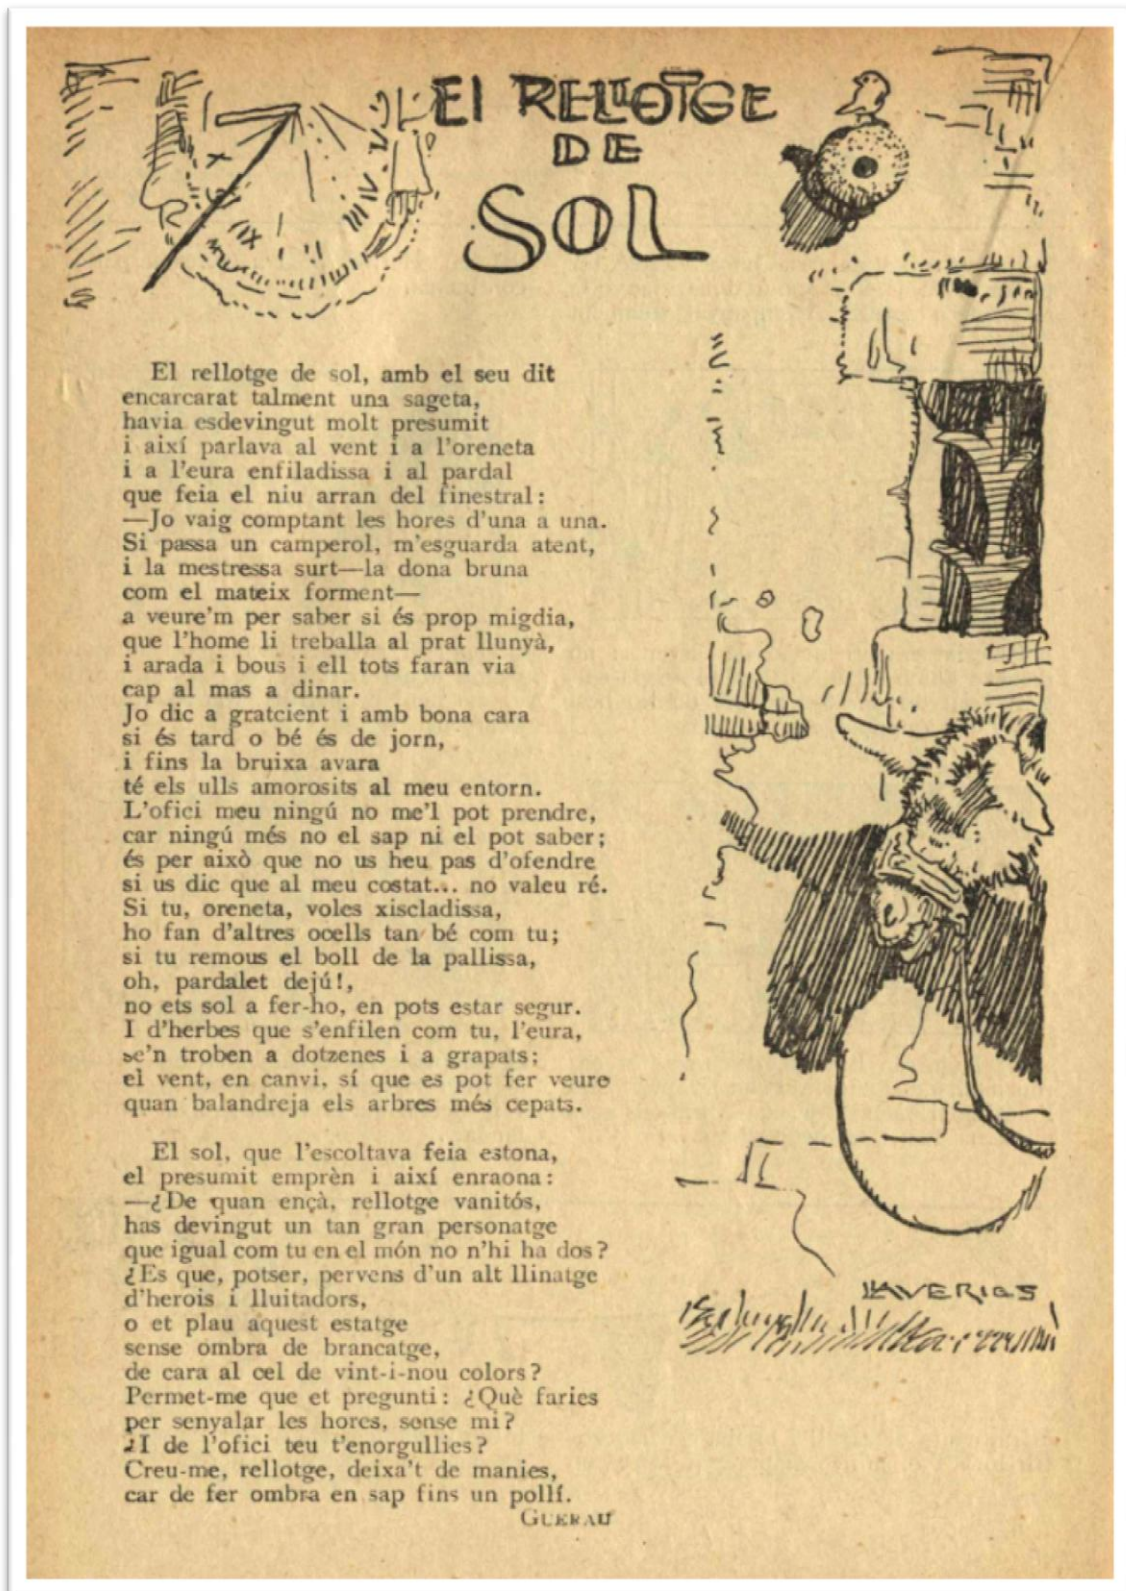 El RELLOTGE
DE
SOL
El rellotge de sol, amb el seu dit
encarcarat talment una sageta,
havia esdevingut molt presumit
i així parlava al vent i a l'oreneta
i a l'eura enfiladissa i al pardal
que feia el niu arran del finestral:
—Jo vaig comptant les hores d'una a una.
Si passa un camperol, m'esguarda atent,
i la mestressa surt—la dona bruna
com el mateix forment—
a veure'm per saber si és prop migdia,
que l'home li treballa al prat llunyà,
i arada i bous i ell tots faran via
cap al mas a dinar.
Jo dic a gratcient i amb bona cara
si és tard o bé és de jorn,
i fins la bruixa avara
té els ulls amorosits al meu entorn.
L'ofici meu ningú no me'l pot prendre,
car ningú més no el sap ni el pot saber;
és per això que no us heu pas d'ofendre
si us dic que al meu costat... no valeu ré.
Si tu, oreneta, voles xiscladissa,
ho fan d'altres ocells tan bé com tu;
si tu remous el boll de la pallissa,
oh, pardalet dejú!,
no ets sol a fer-ho, en pots estar segur.
I d'herbes que s'enfilen com tu, l'eura,
se'n troben a dotzenes i a grapats;
el vent, en canvi, sí que es pot fer veure
quan balandreja els arbres més cepats.
El sol, que l'escoltava feia estona,
el presumit emprèn i així enraona:
—¿De quan ençà, rellotge vanitós,
has devingut un tan gran personatge
que igual com tu en el món no n'hi ha dos?
¿Es que, potser, pervens d'un alt llinatge
d'herois i lluitadors,
o et plau aquest estatge
sense ombra de brancatge,
de cara al cel de vint-i-nou colors?
Permet-me que et pregunti: ¿Què faries
per senyalar les hores, sense mi?
¿I de l'ofici teu t'enorgullies?
Creu-me, rellotge, deixa't de manies,
car de fer ombra en sap fins un pollí.
GUERAU
LLAVERIAS